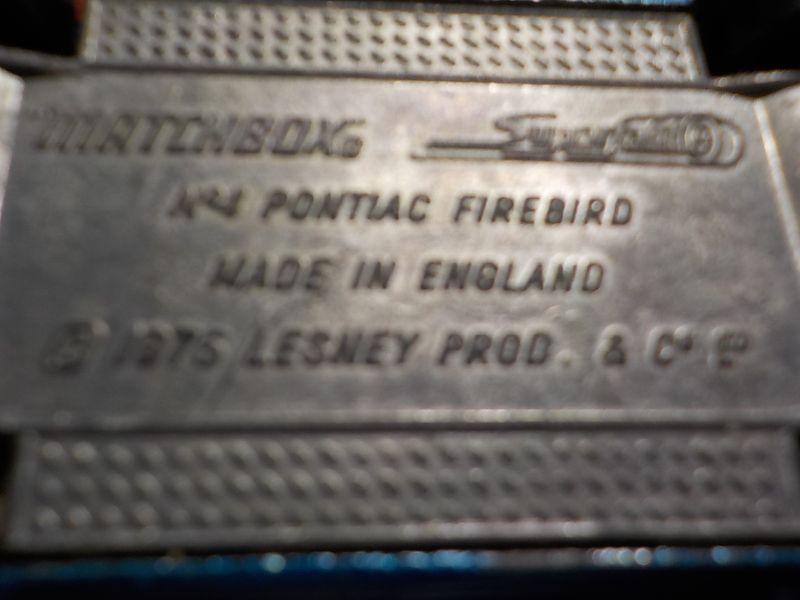 "MATCHBOX" Superfast
Nº4 PONTIAC FIREBIRD
MADE IN ENGLAND
© 1975 LESNEY PROD. & Cº LTD